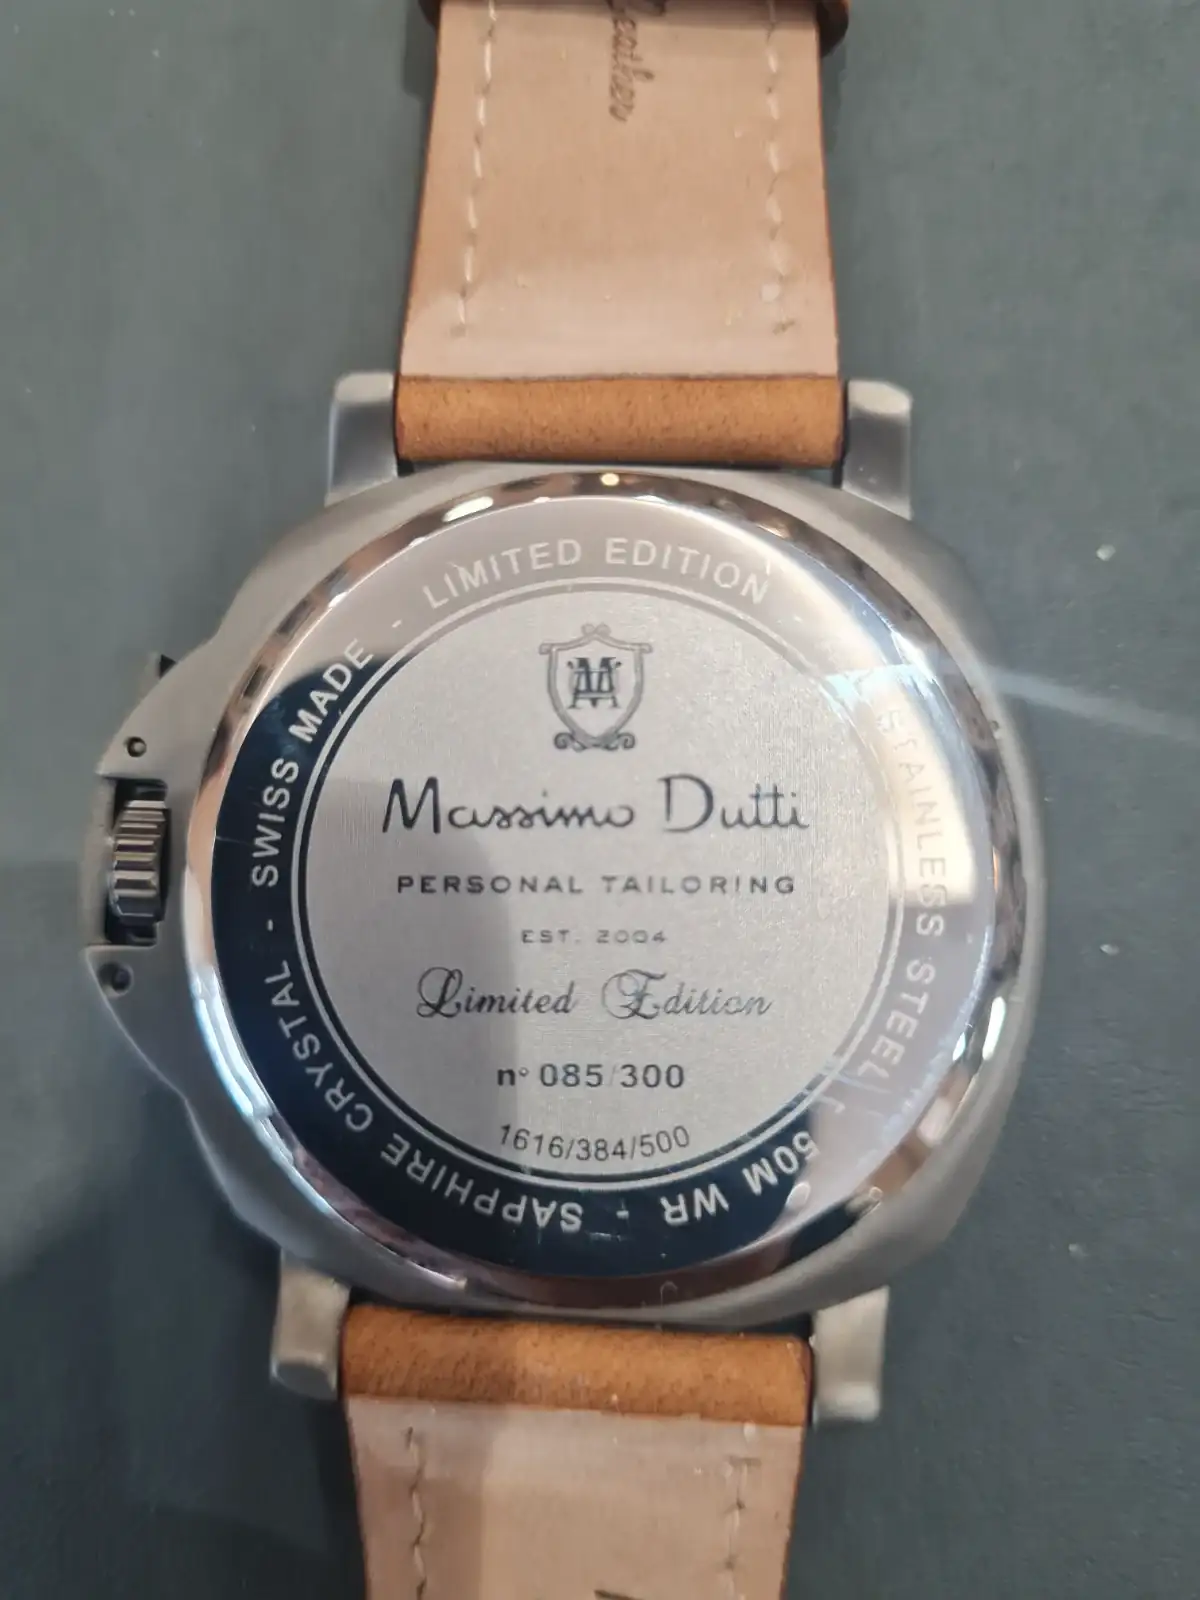 Leather
LIMITED EDITION - STAINLESS STEEL - 50M WR - SAPPHIRE CRYSTAL - SWISS MADE -
Massimo Dutti
PERSONAL TAILORING
EST. 2004
Limited Edition
n° 085/300
1616/384/500